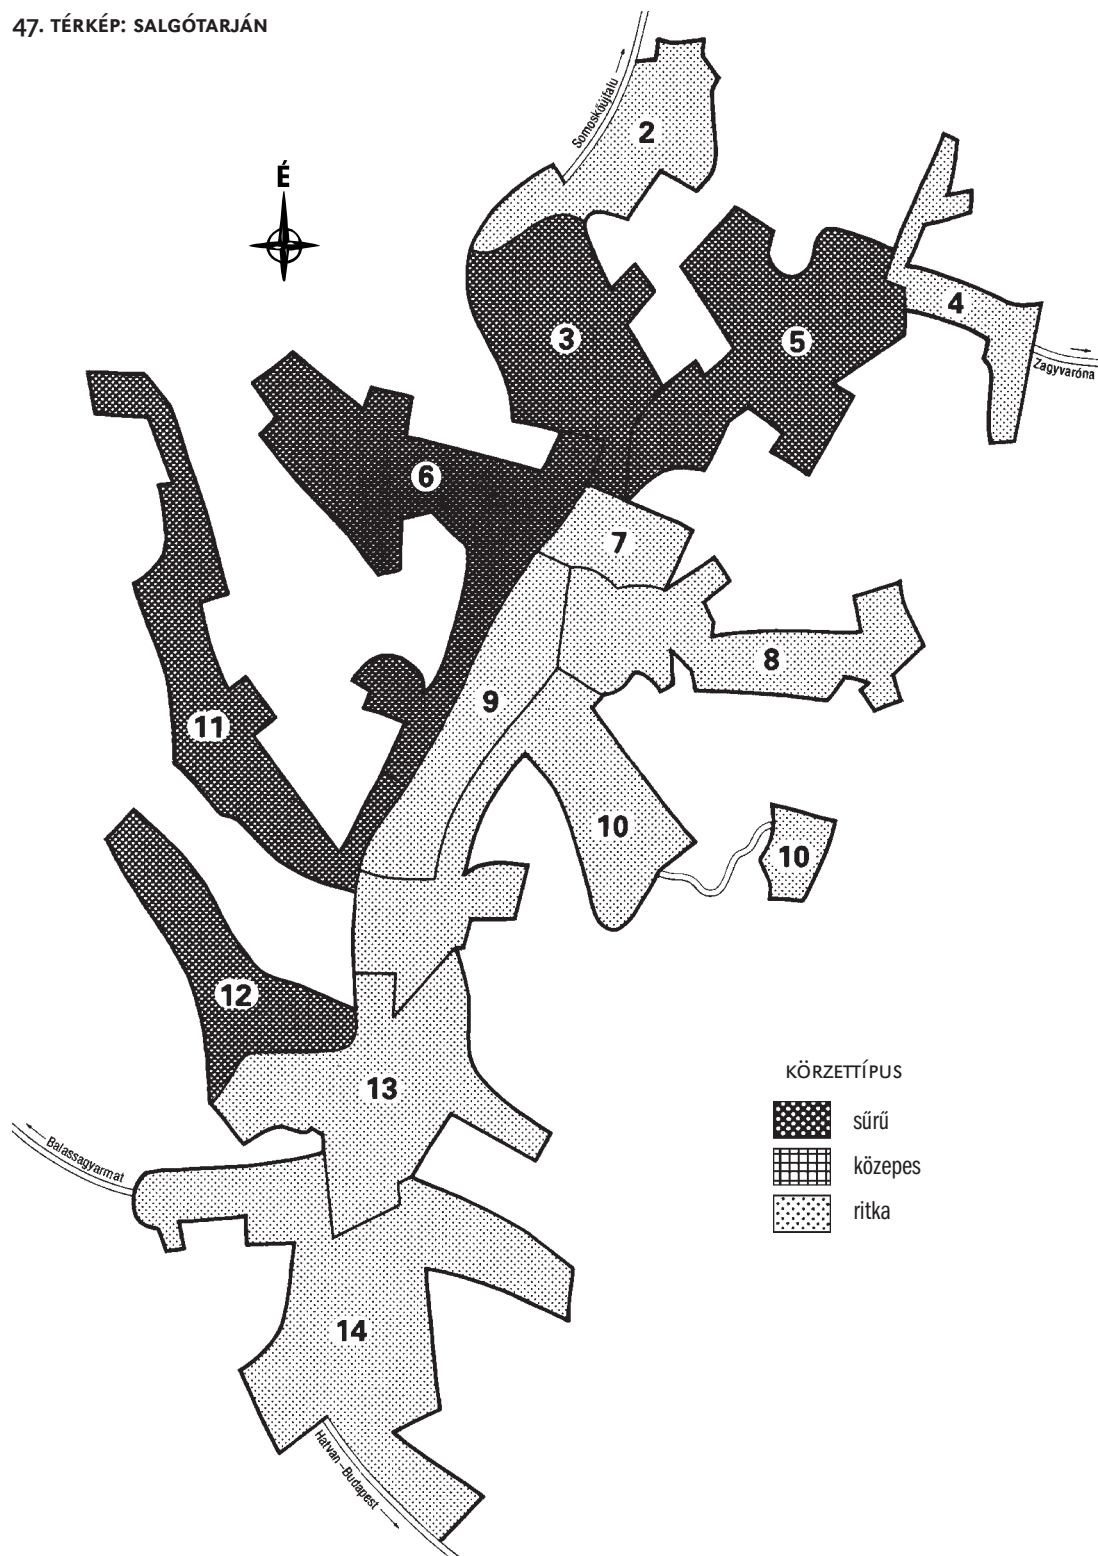 47. TÉRKÉP: SALGÓTARJÁN
Somoskőújfalu
2
É
4
3
5
Zagyvaróna
6
7
8
9
11
10
10
12
13
KÖRZETTÍPUS
sűrű
közepes
ritka
Balassagyarmat
14
Hatvan–Budapest